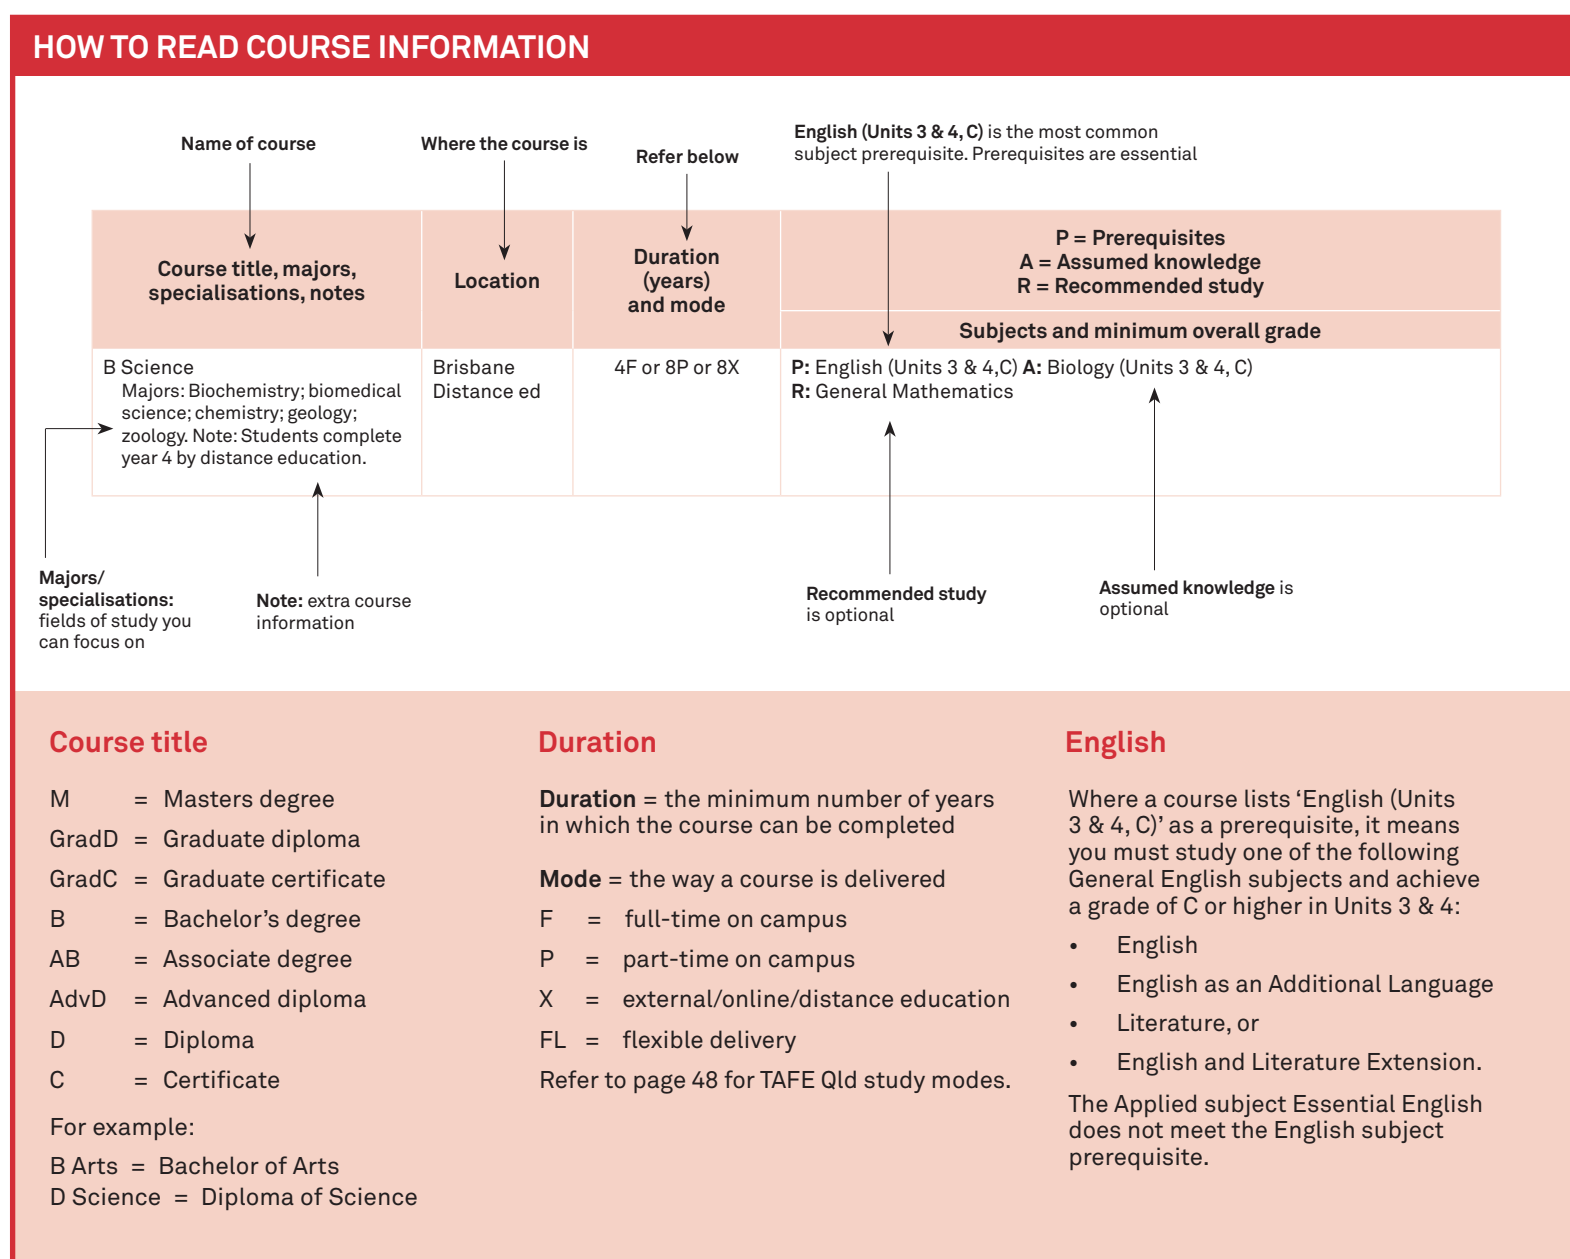 HOW TO READ COURSE INFORMATION
Name of course
Where the course is
Refer below
English (Units 3 & 4, C) is the most common
subject prerequisite. Prerequisites are essential
Course title, majors,
specialisations, notes
Location
Duration
(years)
and mode
P = Prerequisites
A = Assumed knowledge
R = Recommended study
Subjects and minimum overall grade
B Science
Majors: Biochemistry; biomedical
science; chemistry; geology;
zoology. Note: Students complete
year 4 by distance education.
Brisbane
Distance ed
4F or 8P or 8X
P: English (Units 3 & 4,C) A: Biology (Units 3 & 4, C)
R: General Mathematics
Majors/
specialisations:
fields of study you
can focus on
Note: extra course
information
Recommended study
is optional
Assumed knowledge is
optional
Course title
M = Masters degree
GradD = Graduate diploma
GradC = Graduate certificate
B = Bachelor's degree
AB = Associate degree
AdvD = Advanced diploma
D = Diploma
C = Certificate
For example:
B Arts = Bachelor of Arts
D Science = Diploma of Science
Duration
Duration = the minimum number of years
in which the course can be completed
Mode = the way a course is delivered
F = full-time on campus
P = part-time on campus
X = external/online/distance education
FL = flexible delivery
Refer to page 48 for TAFE Qld study modes.
English
Where a course lists ‘English (Units
3 & 4, C)’ as a prerequisite, it means
you must study one of the following
General English subjects and achieve
a grade of C or higher in Units 3 & 4:
• English
• English as an Additional Language
• Literature, or
• English and Literature Extension.
The Applied subject Essential English
does not meet the English subject
prerequisite.